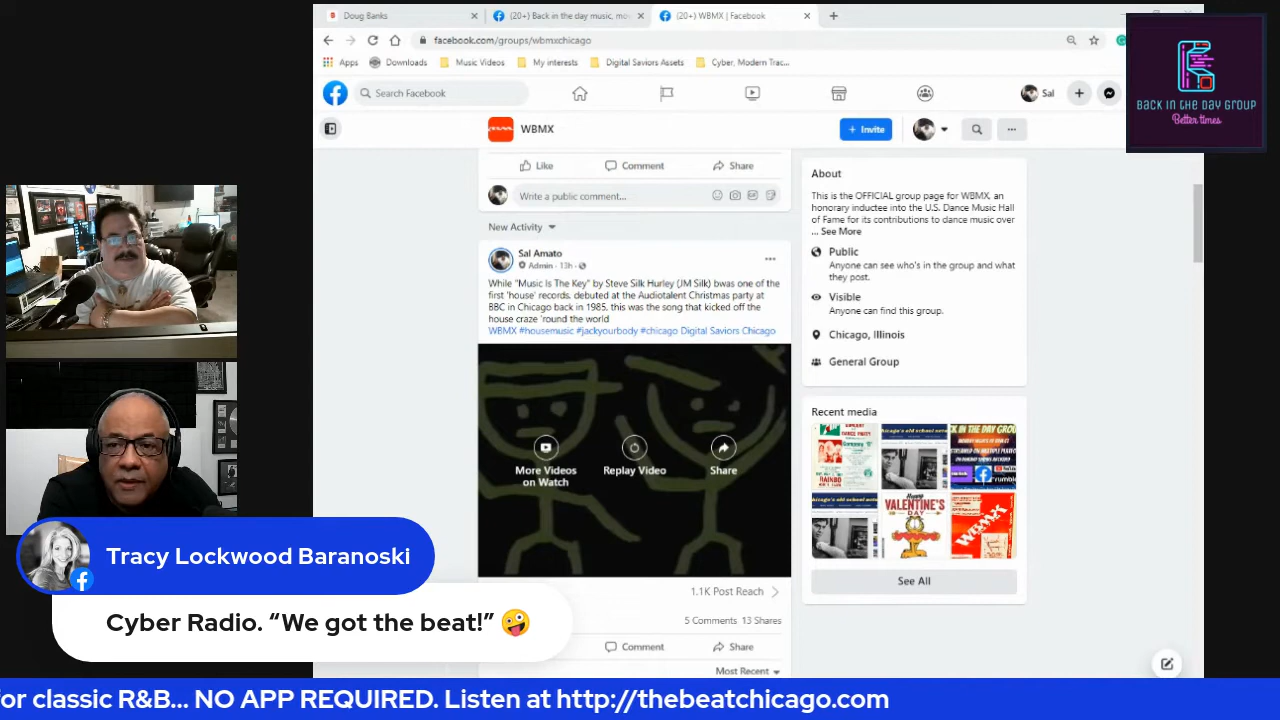 Doug Banks
(20+) Back in the day music, mov
(20+) WBMX | Facebook
facebook.com/groups/wbmxchicago
Apps
Downloads
Music Videos
My interests
Digital Saviors Assets
Cyber, Modern Trac...
Search Facebook
Sal
BACK IN THE DAY GROUP
Better times
WBMX
+ Invite
Like
Comment
Share
Write a public comment...
New Activity
Sal Amato
Admin · 13h ·
While "Music Is The Key" by Steve Silk Hurley (JM Silk) bwas one of the
first 'house' records, debuted at the Audiotalent Christmas party at
BBC in Chicago back in 1985, this was the song that kicked off the
house craze 'round the world
WBMX #housemusic #jackyourbody #chicago Digital Saviors Chicago
More Videos
on Watch
Replay Video
Share
1.1K Post Reach
5 Comments 13 Shares
Comment
Share
Most Recent
About
This is the OFFICIAL group page for WBMX, an
honorary inductee into the U.S. Dance Music Hall
of Fame for its contributions to dance music over
... See More
Public
Anyone can see who's in the group and what
they post.
Visible
Anyone can find this group.
Chicago, Illinois
General Group
Recent media
VALENTINE'S
DAY
WBMX
See All
Tracy Lockwood Baranoski
Cyber Radio. “We got the beat!” 🤪
or classic R&B... NO APP REQUIRED. Listen at http://thebeatchicago.com